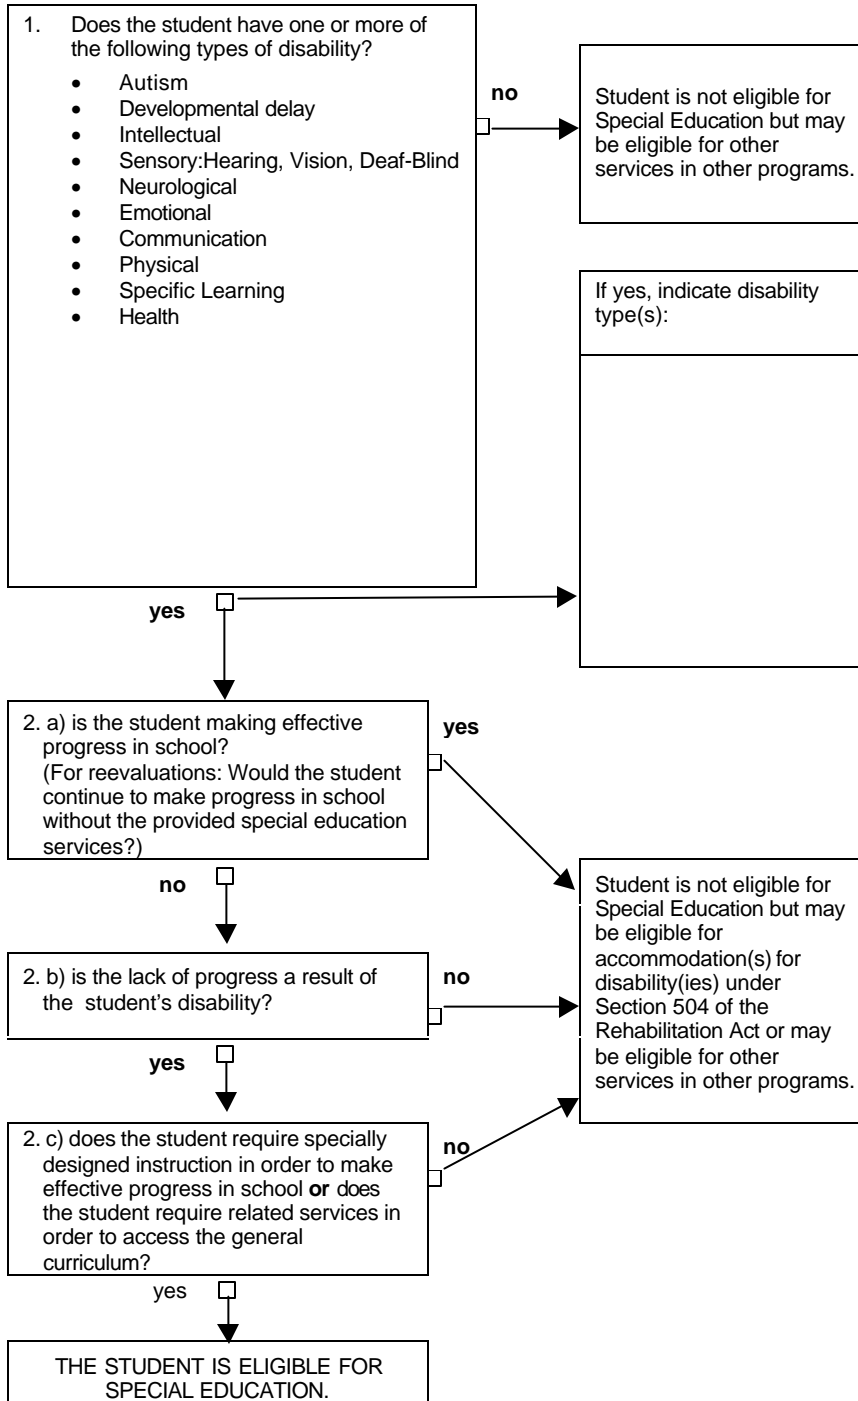 1. Does the student have one or more of
the following types of disability?
• Autism
• Developmental delay
• Intellectual
• Sensory:Hearing, Vision, Deaf-Blind
• Neurological
• Emotional
• Communication
• Physical
• Specific Learning
• Health
no
Student is not eligible for
Special Education but may
be eligible for other
services in other programs.
If yes, indicate disability
type(s):
yes
2. a) is the student making effective
progress in school?
(For reevaluations: Would the student
continue to make progress in school
without the provided special education
services?)
yes
no
Student is not eligible for
Special Education but may
be eligible for
accommodation(s) for
disability(ies) under
Section 504 of the
Rehabilitation Act or may
be eligible for other
services in other programs.
2. b) is the lack of progress a result of
the student's disability?
no
yes
2. c) does the student require specially
designed instruction in order to make
effective progress in school or does
the student require related services in
order to access the general
curriculum?
no
yes
THE STUDENT IS ELIGIBLE FOR
SPECIAL EDUCATION.